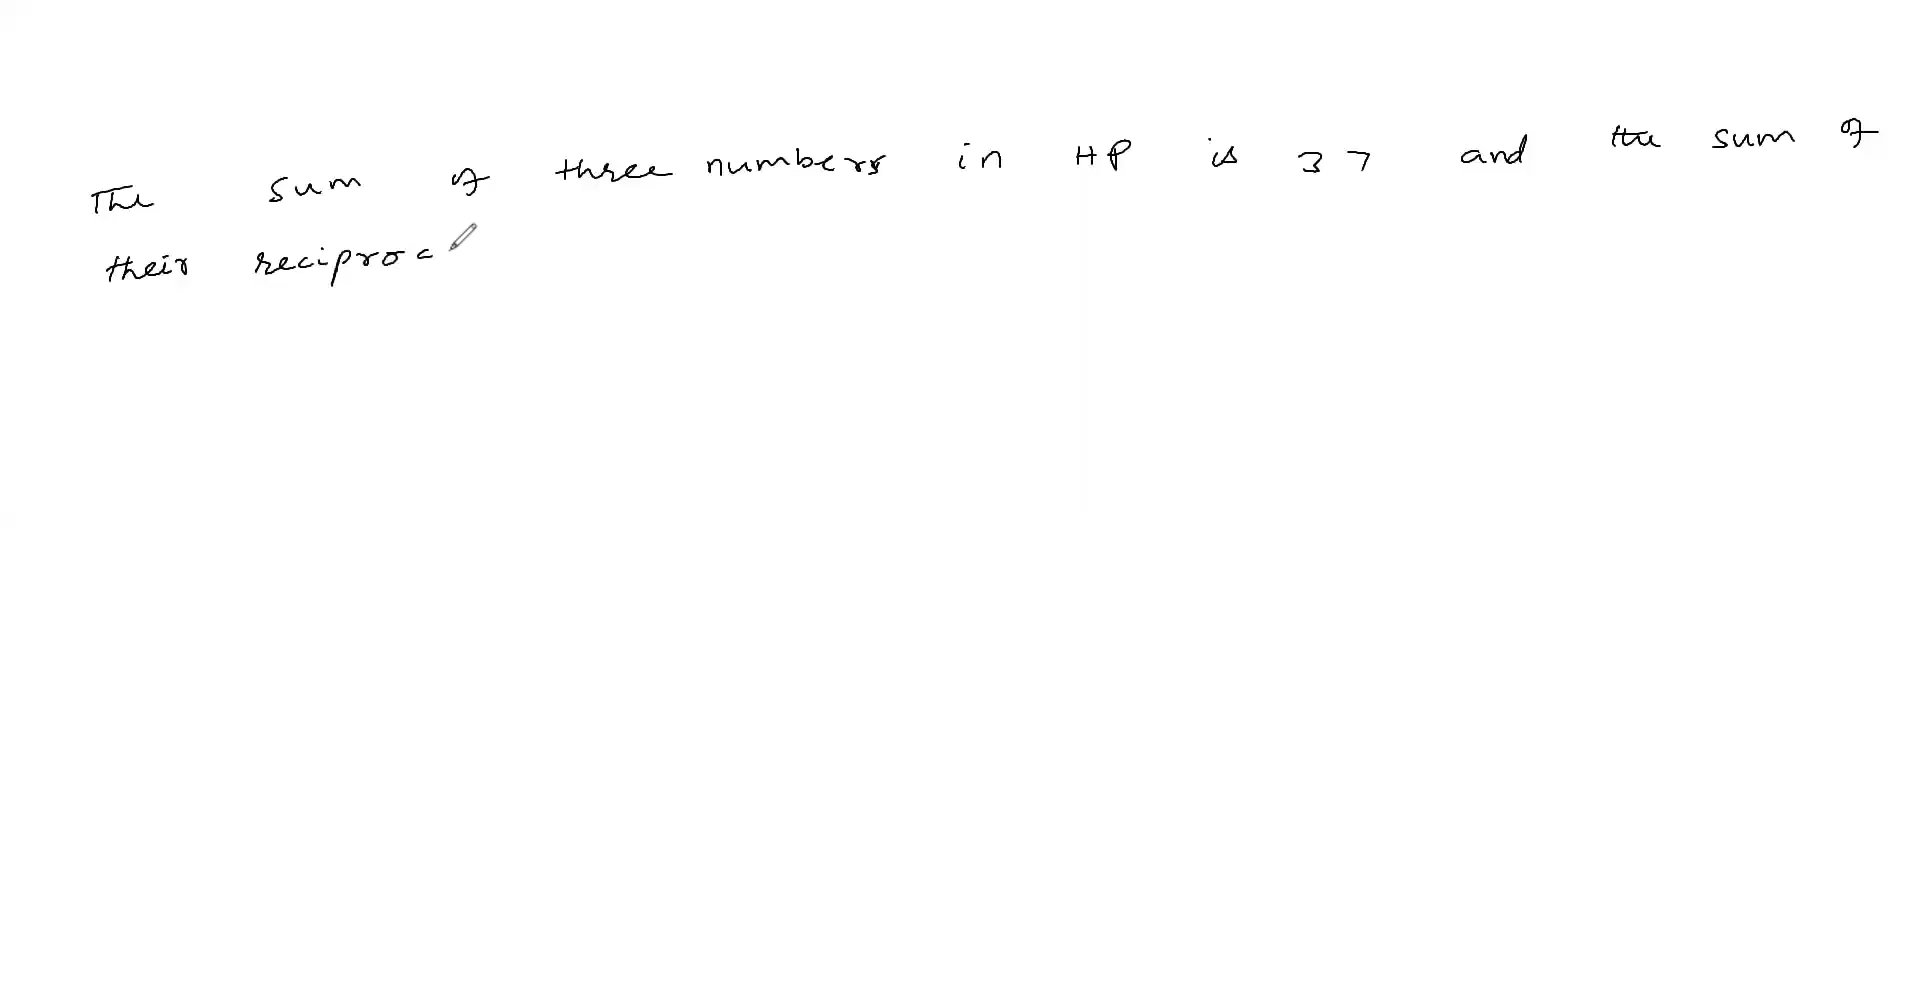 The sum of three numbers in HP is 37 and the sum of
their reciproc